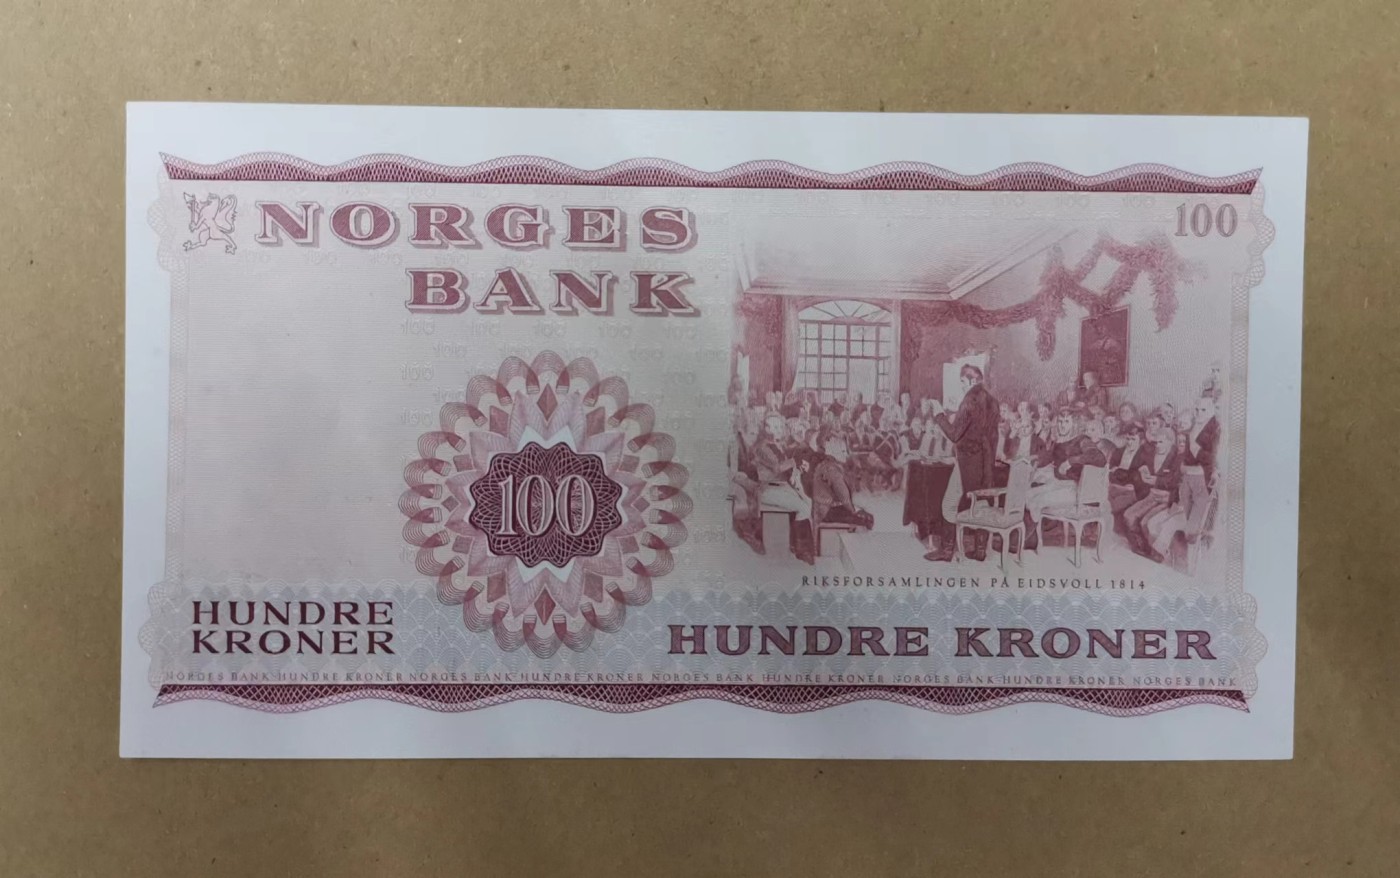 NORGES
BANK
100
100
RIKSFORSAMLINGEN PÅ EIDSVOLL 1814
HUNDRE
KRONER
HUNDRE KRONER
NORGES BANK HUNDRE KRONER NORGES BANK HUNDRE KRONER NORGES BANK HUNDRE KRONER NORGES BANK HUNDRE KRONER NORGES BANK